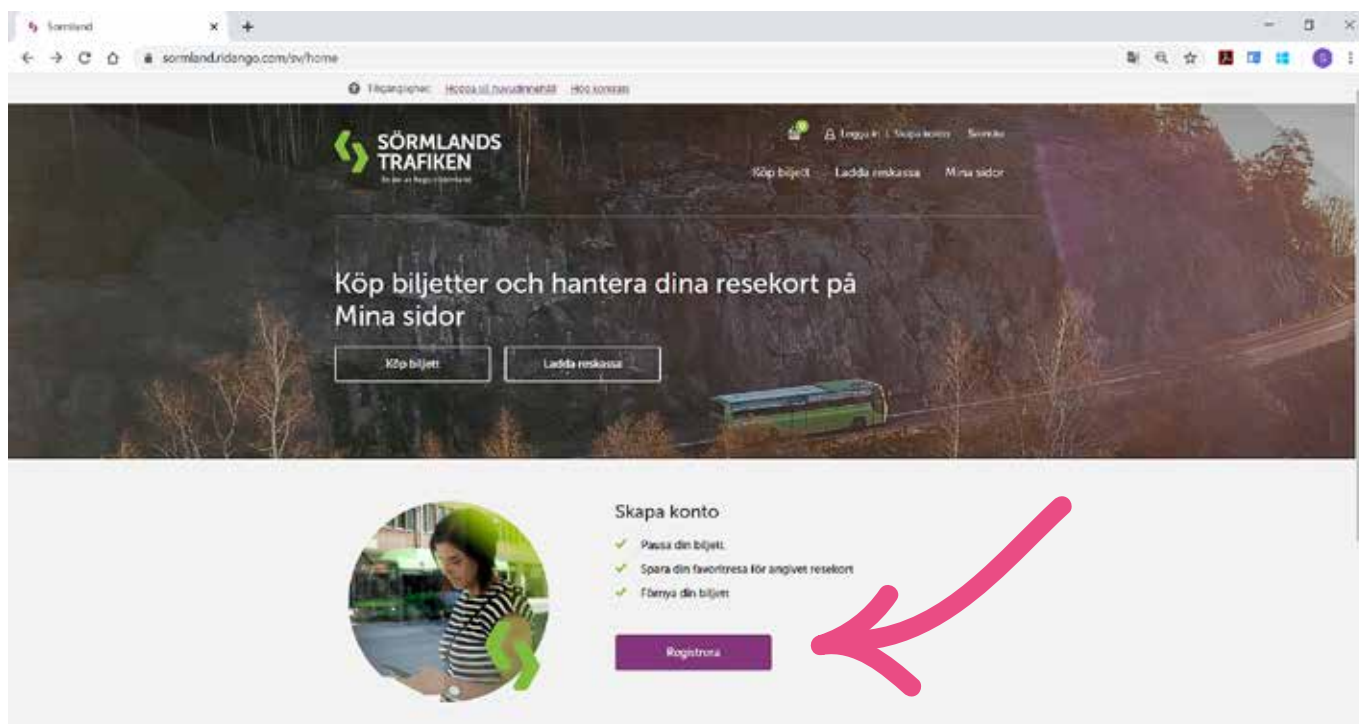 Sormland
sormland.ridango.com/sv/home
Tillgänglighet: Hoppa till huvudinnehåll Hög kontrast
SÖRMLANDS
TRAFIKEN
0
Logga in | Skapa konto Svenska
Köp biljett Ladda reskassa Mina sidor
Köp biljetter och hantera dina resekort på
Mina sidor
Köp biljett Ladda reskassa
Skapa konto
Pausa din biljett
Spara din favoritresa för angivet resekort
Förnya din biljett
Registrera